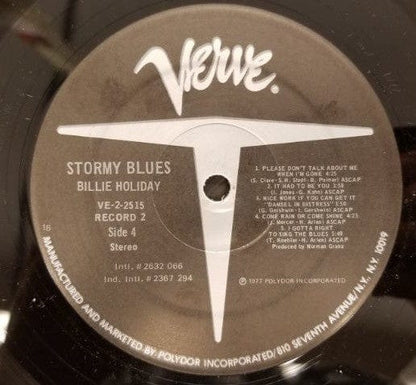 Verve®
STORMY BLUES
BILLIE HOLIDAY
VE-2-2515
RECORD 2
Side 4
Stereo
16
Intl. # 2632 066
Ind. Intl. # 2367 294
1. PLEASE DON'T TALK ABOUT ME
WHEN I'M GONE 4:25
(S. Clare-S.H. Stept-B. Palmer) ASCAP
2. IT HAD TO BE YOU 3:58
(I. Jones-G. Kahn) ASCAP
3. NICE WORK IF YOU CAN GET IT
"DAMSEL IN DISTRESS" 3:50
(G. Gershwin-I. Gershwin) ASCAP
4. COME RAIN OR COME SHINE 4:23
(J. Mercer-H. Arlen) ASCAP
5. I GOTTA RIGHT
TO SING THE BLUES 5:49
(T. Koehler-H. Arlen) ASCAP
Produced by Norman Granz
℗ 1977 POLYDOR INCORPORATED
MANUFACTURED AND MARKETED BY POLYDOR INCORPORATED/810 SEVENTH AVENUE/N.Y. N.Y. 10019